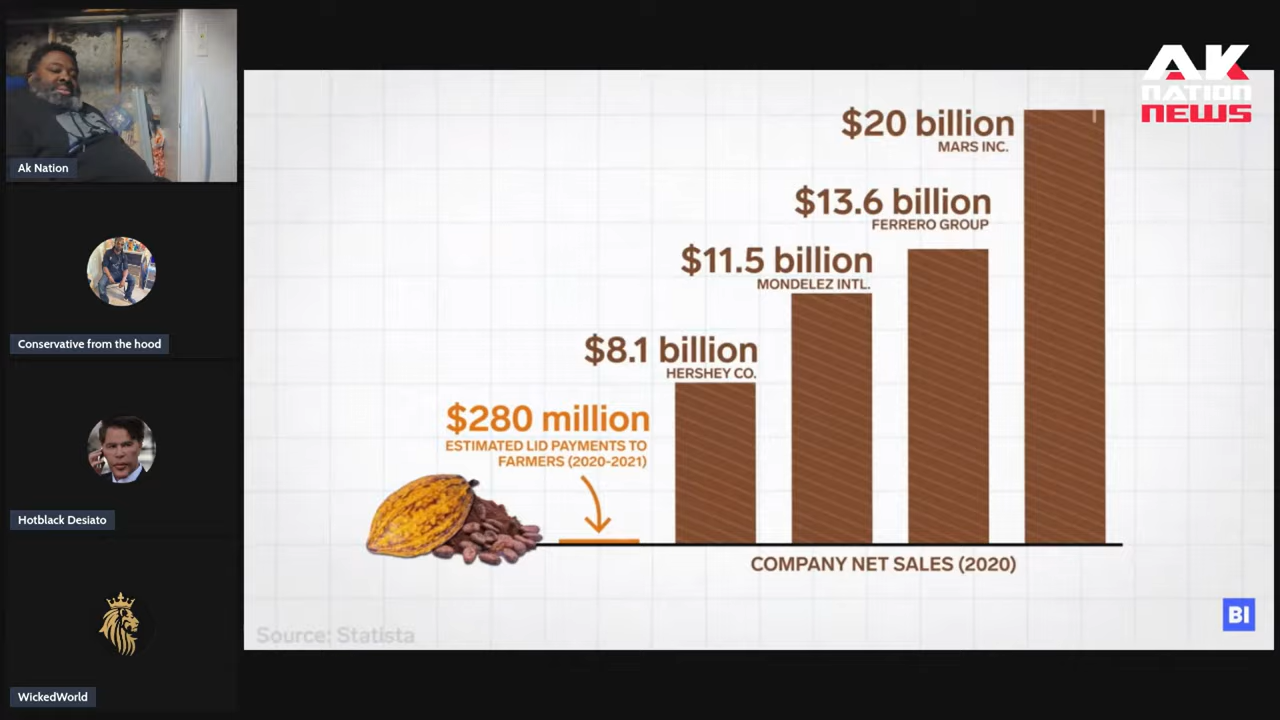 Ak Nation
Conservative from the hood
Hotblack Desiato
WickedWorld
AK
NATION
NEWS
$20 billion
MARS INC.
$13.6 billion
FERRERO GROUP
$11.5 billion
MONDELEZ INTL.
$8.1 billion
HERSHEY CO.
$280 million
ESTIMATED LID PAYMENTS TO
FARMERS (2020-2021)
COMPANY NET SALES (2020)
BI
Source: Statista